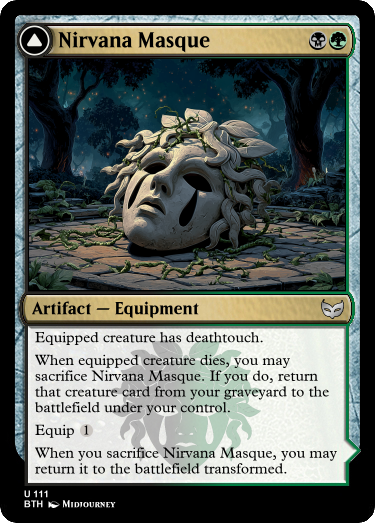 Nirvana Masque
Artifact — Equipment
Equipped creature has deathtouch.
When equipped creature dies, you may
sacrifice Nirvana Masque. If you do, return
that creature card from your graveyard to the
battlefield under your control.
Equip 1
When you sacrifice Nirvana Masque, you may
return it to the battlefield transformed.
U 111
BTH Midjourney